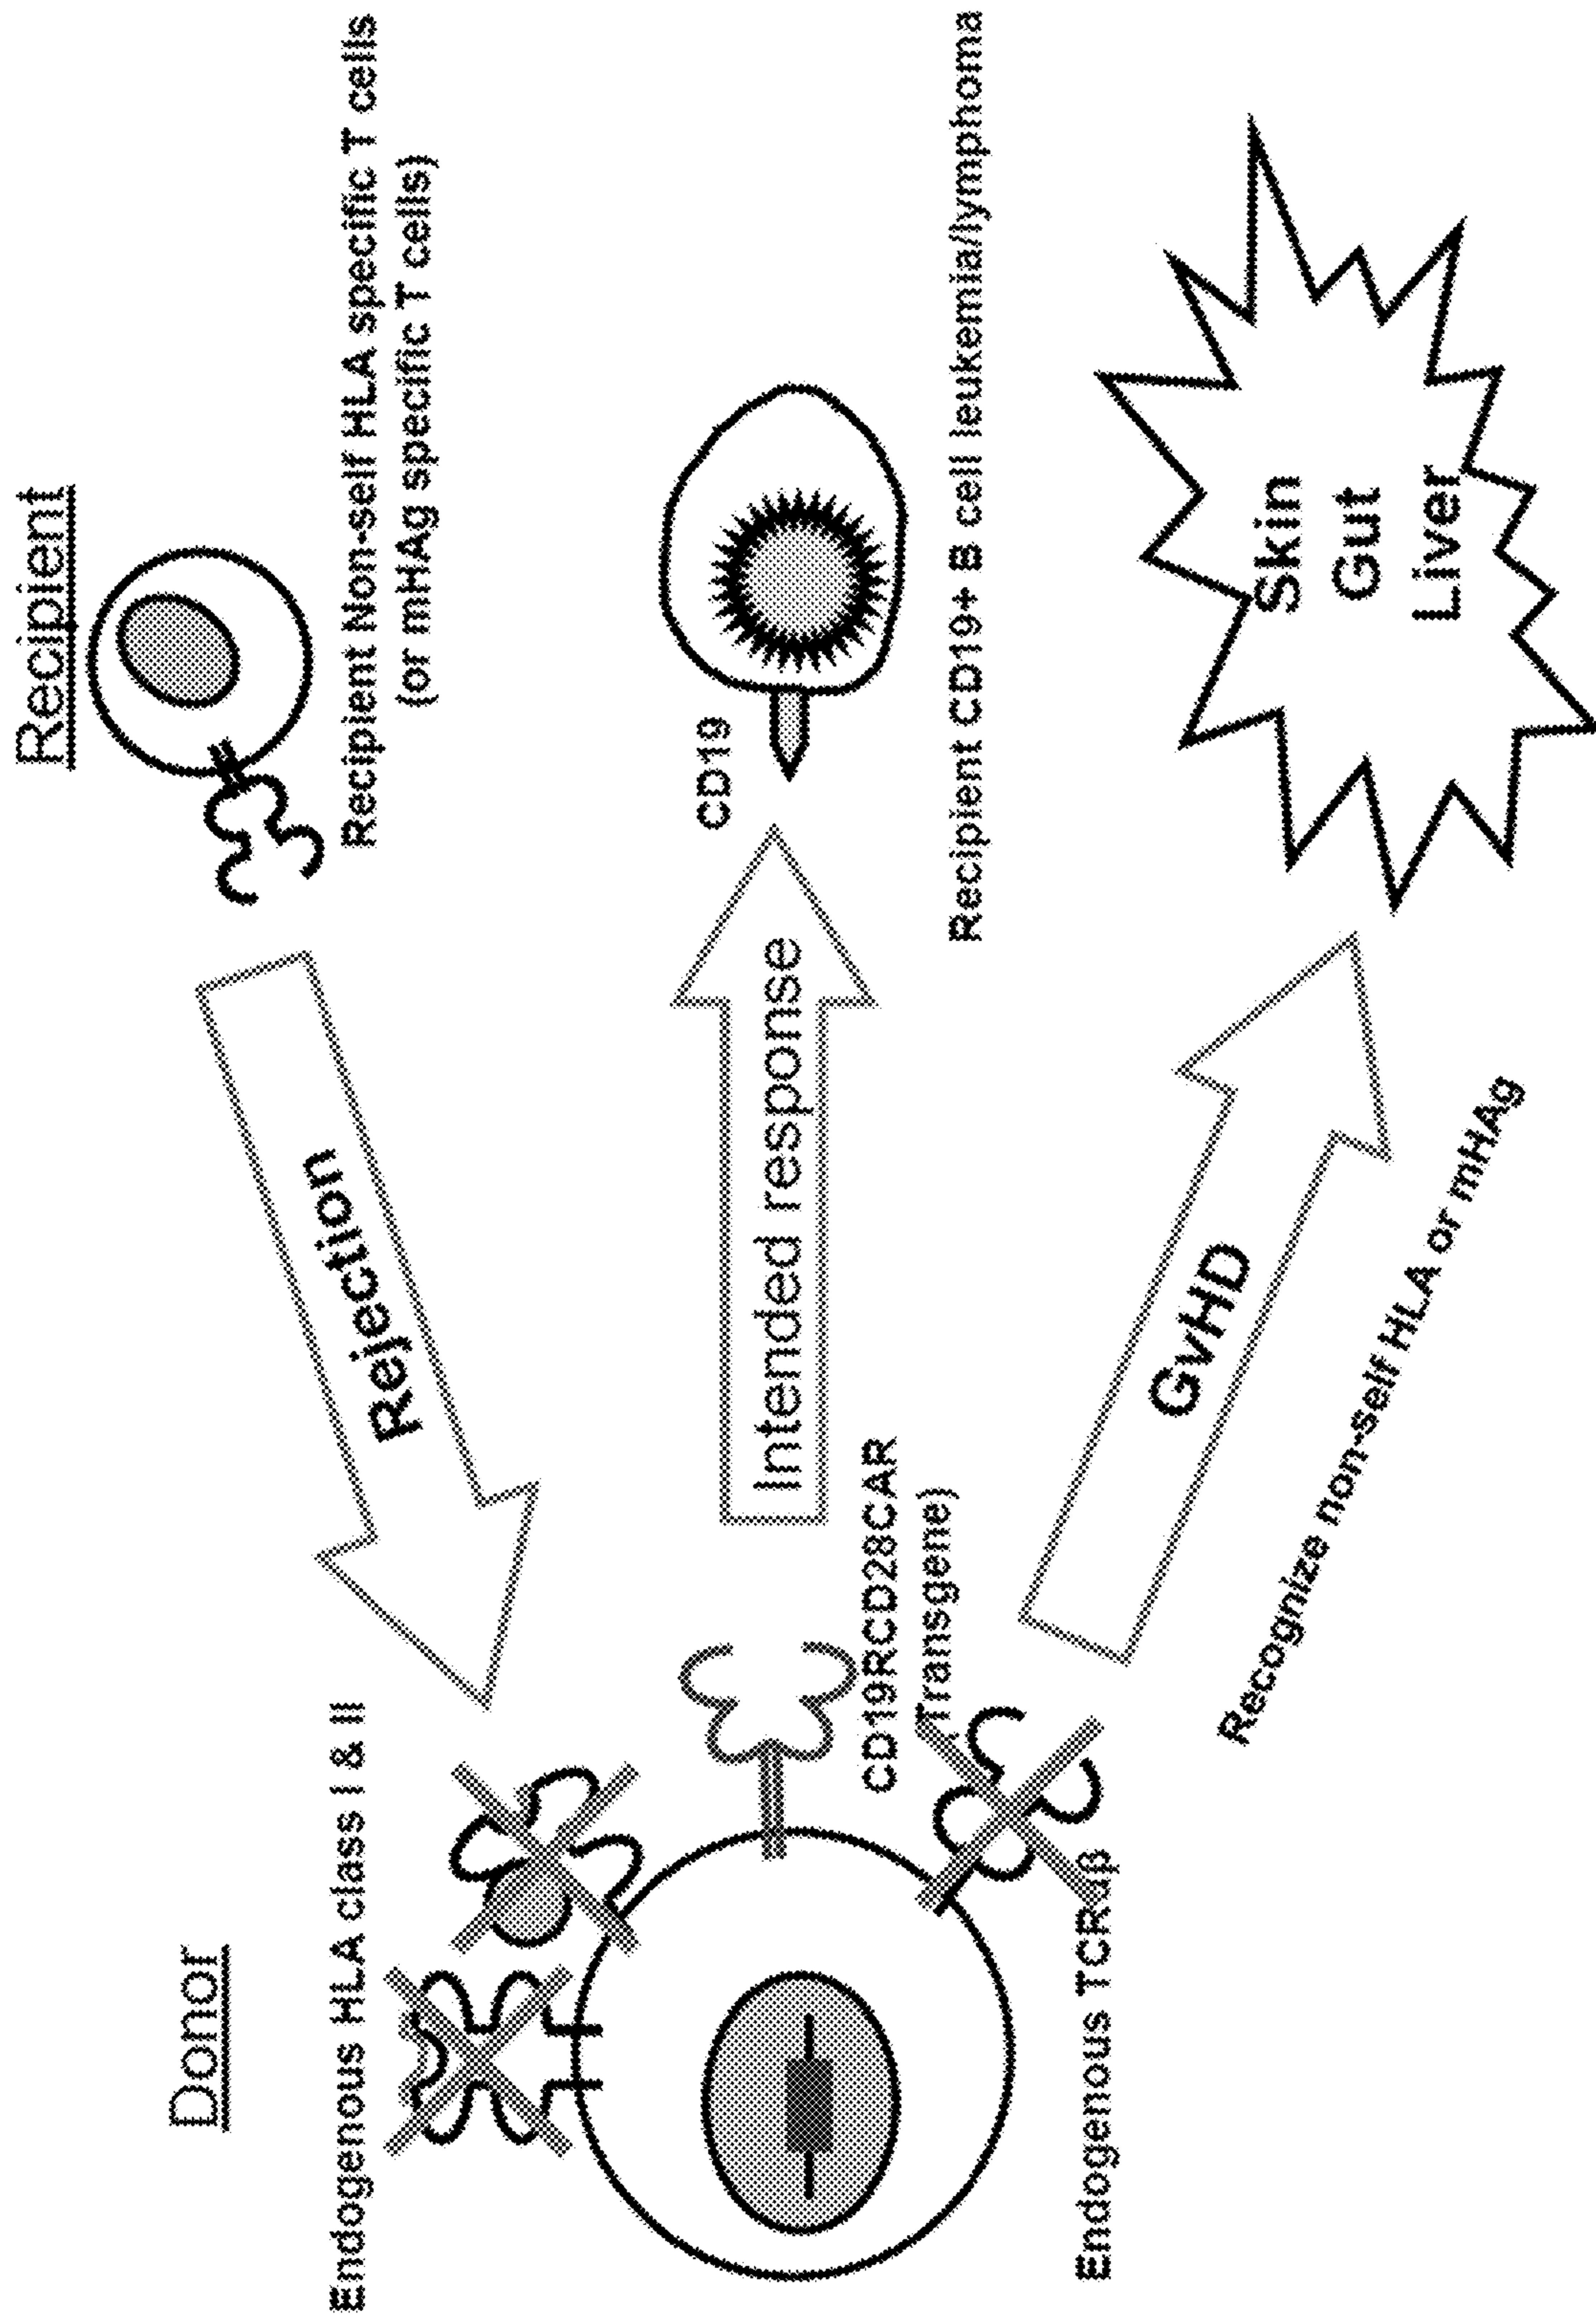 Donor
Recipient
Endogenous HLA class I & II
Rejection
Recipient Non-self HLA specific T cells
(or mHAg specific T cells)
Intended response
CD19
CD19RCD28CAR
(Transgene)
Recipient CD19+ B cell leukemia/lymphoma
Endogenous TCRαβ
GvHD
Recognize non-self HLA or mHAg
Skin
Gut
Liver